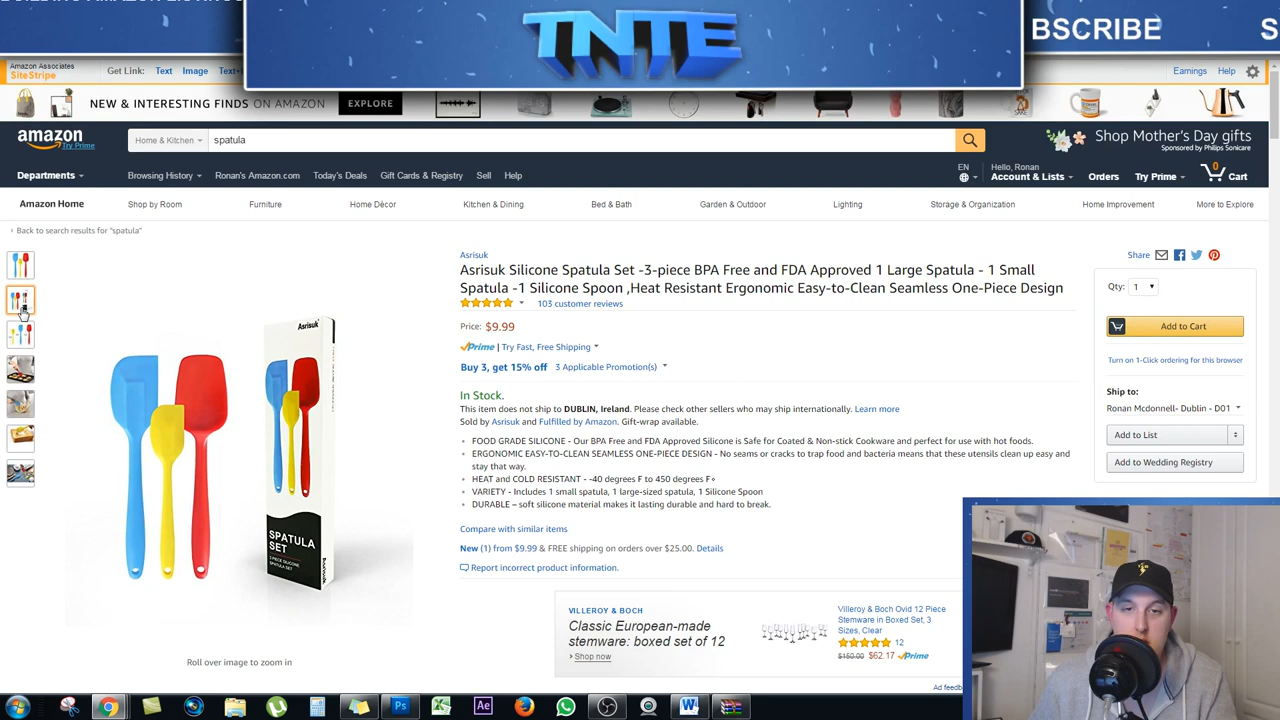 TNTE
BSCRIBE
S
Amazon Associates
SiteStripe
Get Link: Text Image
Earnings Help
NEW & INTERESTING FINDS ON AMAZON EXPLORE
amazon
Try Prime
Home & Kitchen
spatula
Shop Mother's Day gifts
Sponsored by Philips Sonicare
Departments
Browsing History Ronan's Amazon.com Today's Deals Gift Cards & Registry Sell Help
EN
Hello, Ronan
Account & Lists
Orders
Try Prime
0
Cart
Amazon Home
Shop by Room
Furniture
Home Décor
Kitchen & Dining
Bed & Bath
Garden & Outdoor
Lighting
Storage & Organization
Home Improvement
More to Explore
‹ Back to search results for "spatula"
Asrisuk
Asrisuk Silicone Spatula Set -3-piece BPA Free and FDA Approved 1 Large Spatula - 1 Small
Spatula -1 Silicone Spoon ,Heat Resistant Ergonomic Easy-to-Clean Seamless One-Piece Design
103 customer reviews
Price: $9.99
Prime | Try Fast, Free Shipping
Buy 3, get 15% off 3 Applicable Promotion(s)
In Stock.
This item does not ship to DUBLIN, Ireland. Please check other sellers who may ship internationally. Learn more
Sold by Asrisuk and Fulfilled by Amazon. Gift-wrap available.
FOOD GRADE SILICONE - Our BPA Free and FDA Approved Silicone is Safe for Coated & Non-stick Cookware and perfect for use with hot foods.
ERGONOMIC EASY-TO-CLEAN SEAMLESS ONE-PIECE DESIGN - No seams or cracks to trap food and bacteria means that these utensils clean up easy and
stay that way.
HEAT and COLD RESISTANT - -40 degrees F to 450 degrees F°
VARIETY - Includes 1 small spatula, 1 large-sized spatula, 1 Silicone Spoon
DURABLE – soft silicone material makes it lasting durable and hard to break.
Compare with similar items
New (1) from $9.99 & FREE shipping on orders over $25.00. Details
Report incorrect product information.
Share
Qty: 1
Add to Cart
Turn on 1-Click ordering for this browser
Ship to:
Ronan Mcdonnell- Dublin - D01
Add to List
Add to Wedding Registry
Asrisuk
SPATULA
SET
Asrisuk
Roll over image to zoom in
VILLEROY & BOCH
Classic European-made
stemware: boxed set of 12
› Shop now
Villeroy & Boch Ovid 12 Piece
Stemware in Boxed Set, 3
Sizes, Clear
12
$150.00 $62.17 Prime
Ad feedb
Ps
Ae